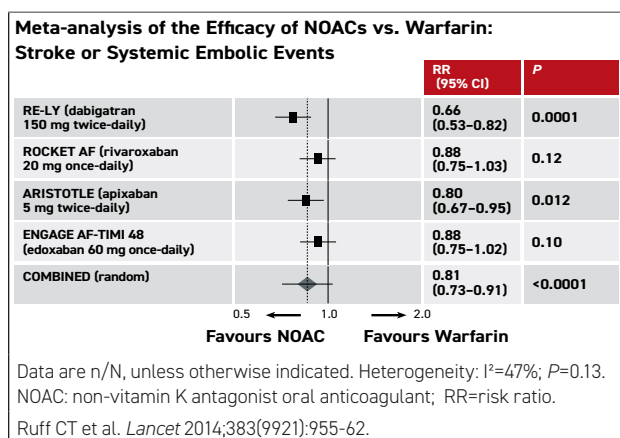 Meta-analysis of the Efficacy of NOACs vs. Warfarin:
Stroke or Systemic Embolic Events
RR
(95% CI)
P
RE-LY (dabigatran
150 mg twice-daily)
0.66
(0.53–0.82)
0.0001
ROCKET AF (rivaroxaban
20 mg once-daily)
0.88
(0.75–1.03)
0.12
ARISTOTLE (apixaban
5 mg twice-daily)
0.80
(0.67–0.95)
0.012
ENGAGE AF-TIMI 48
(edoxaban 60 mg once-daily)
0.88
(0.75–1.02)
0.10
COMBINED (random)
0.81
(0.73–0.91)
<0.0001
0.5 1.0 2.0
Favours NOAC Favours Warfarin
Data are n/N, unless otherwise indicated. Heterogeneity: I²=47%; P=0.13.
NOAC: non-vitamin K antagonist oral anticoagulant; RR=risk ratio.
Ruff CT et al. Lancet 2014;383(9921):955-62.